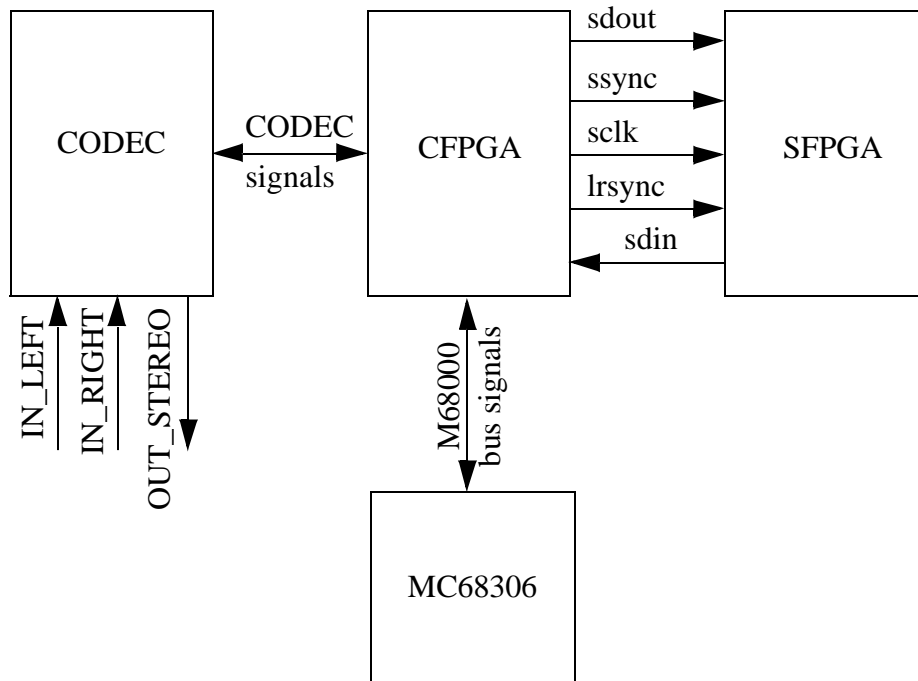 sdout
ssync
CODEC
CODEC
signals
CFPGA
sclk
SFPGA
lrsync
sdin
IN_LEFT
IN_RIGHT
OUT_STEREO
M68000
bus signals
MC68306